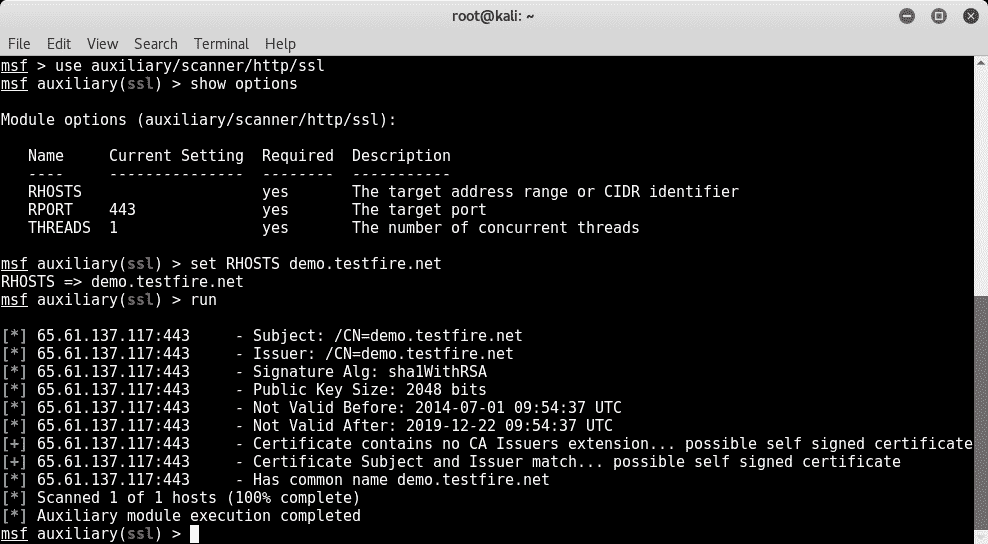 root@kali: ~
File Edit View Search Terminal Help
msf > use auxiliary/scanner/http/ssl
msf auxiliary(ssl) > show options
Module options (auxiliary/scanner/http/ssl):
Name Current Setting Required Description
---- --------------- -------- -----------
RHOSTS yes The target address range or CIDR identifier
RPORT 443 yes The target port
THREADS 1 yes The number of concurrent threads
msf auxiliary(ssl) > set RHOSTS demo.testfire.net
RHOSTS => demo.testfire.net
msf auxiliary(ssl) > run
[*] 65.61.137.117:443 - Subject: /CN=demo.testfire.net
[*] 65.61.137.117:443 - Issuer: /CN=demo.testfire.net
[*] 65.61.137.117:443 - Signature Alg: sha1WithRSA
[*] 65.61.137.117:443 - Public Key Size: 2048 bits
[*] 65.61.137.117:443 - Not Valid Before: 2014-07-01 09:54:37 UTC
[*] 65.61.137.117:443 - Not Valid After: 2019-12-22 09:54:37 UTC
[+] 65.61.137.117:443 - Certificate contains no CA Issuers extension... possible self signed certificate
[+] 65.61.137.117:443 - Certificate Subject and Issuer match... possible self signed certificate
[*] 65.61.137.117:443 - Has common name demo.testfire.net
[*] Scanned 1 of 1 hosts (100% complete)
[*] Auxiliary module execution completed
msf auxiliary(ssl) >